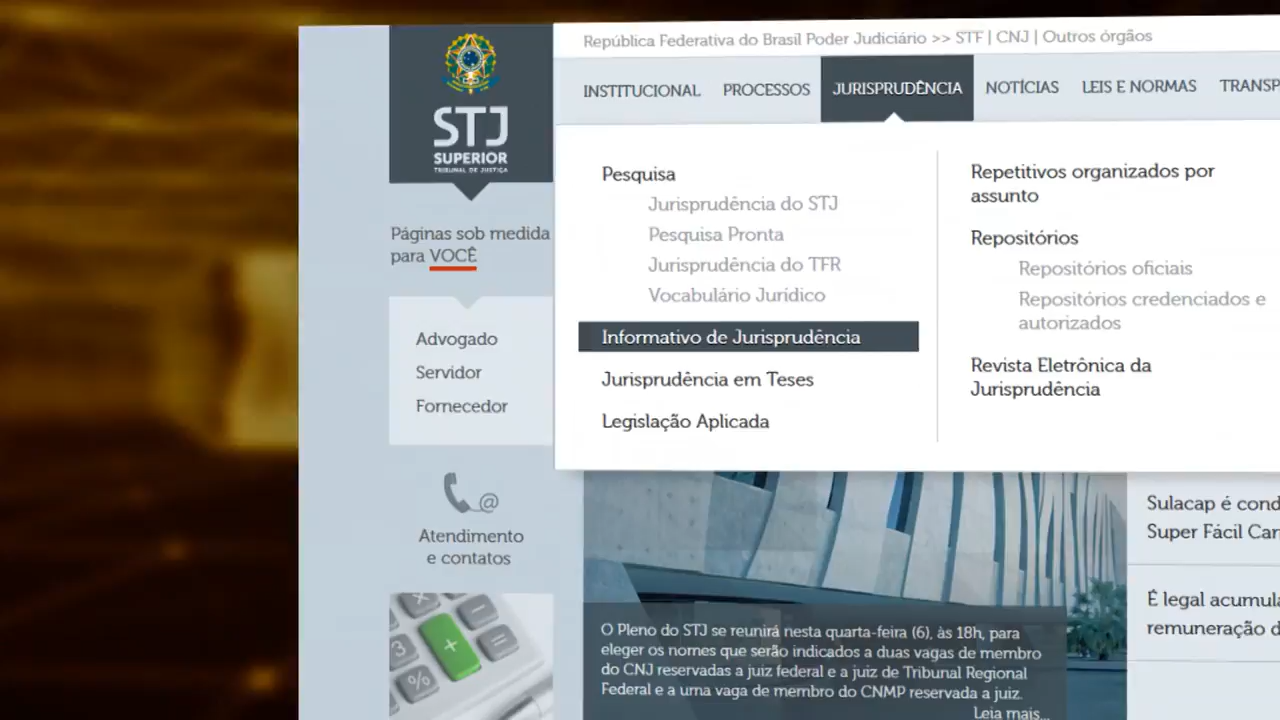 República Federativa do Brasil Poder Judiciário >> STF | CNJ | Outros órgãos
STJ
SUPERIOR
TRIBUNAL DE JUSTIÇA
INSTITUCIONAL PROCESSOS JURISPRUDÊNCIA NOTÍCIAS LEIS E NORMAS
Páginas sob medida
para VOCÊ
Advogado
Servidor
Fornecedor
@
Atendimento
e contatos
Pesquisa
Jurisprudência do STJ
Pesquisa Pronta
Jurisprudência do TFR
Vocabulário Jurídico
Informativo de Jurisprudência
Jurisprudência em Teses
Legislação Aplicada
Repetitivos organizados por
assunto
Repositórios
Repositórios oficiais
Repositórios credenciados e
autorizados
Revista Eletrônica da
Jurisprudência
O Pleno do STJ se reunirá nesta quarta-feira (6), às 18h, para
eleger os nomes que serão indicados a duas vagas de membro
do CNJ reservadas a juiz federal e a juiz de Tribunal Regional
Federal e a uma vaga de membro do CNMP reservada a juiz.
Leia mais...
Sulacap é
Super Fácil
É legal
remuneração